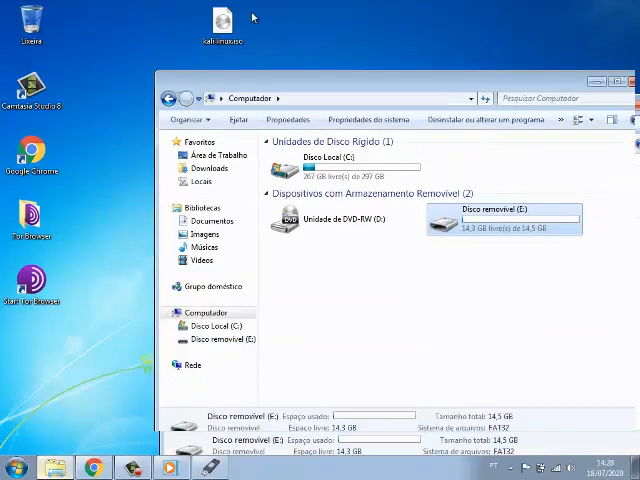 Lixeira
kali linux.iso
Camtasia Studio 8
Google Chrome
Tor Browser
Start Tor Browser
Computador
Pesquisar Computador
Organizar
Ejetar
Propriedades
Propriedades do sistema
Desinstalar ou alterar um programa
»
Favoritos
Área de Trabalho
Downloads
Locais
Bibliotecas
Documentos
Imagens
Músicas
Vídeos
Grupo doméstico
Computador
Disco Local (C:)
Disco removível (E:)
Rede
Unidades de Disco Rígido (1)
Disco Local (C:)
267 GB livre(s) de 297 GB
Dispositivos com Armazenamento Removível (2)
DVD
Unidade de DVD-RW (D:)
Disco removível (E:)
14,3 GB livre(s) de 14,5 GB
Disco removível (E:) Espaço usado: Tamanho total: 14,5 GB
Disco removível Espaço livre: 14,3 GB Sistema de arquivos: FAT32
Disco removível (E:) Espaço usado: Tamanho total: 14,5 GB
Disco removível Espaço livre: 14,3 GB Sistema de arquivos: FAT32
PT
14:28
18/07/2020